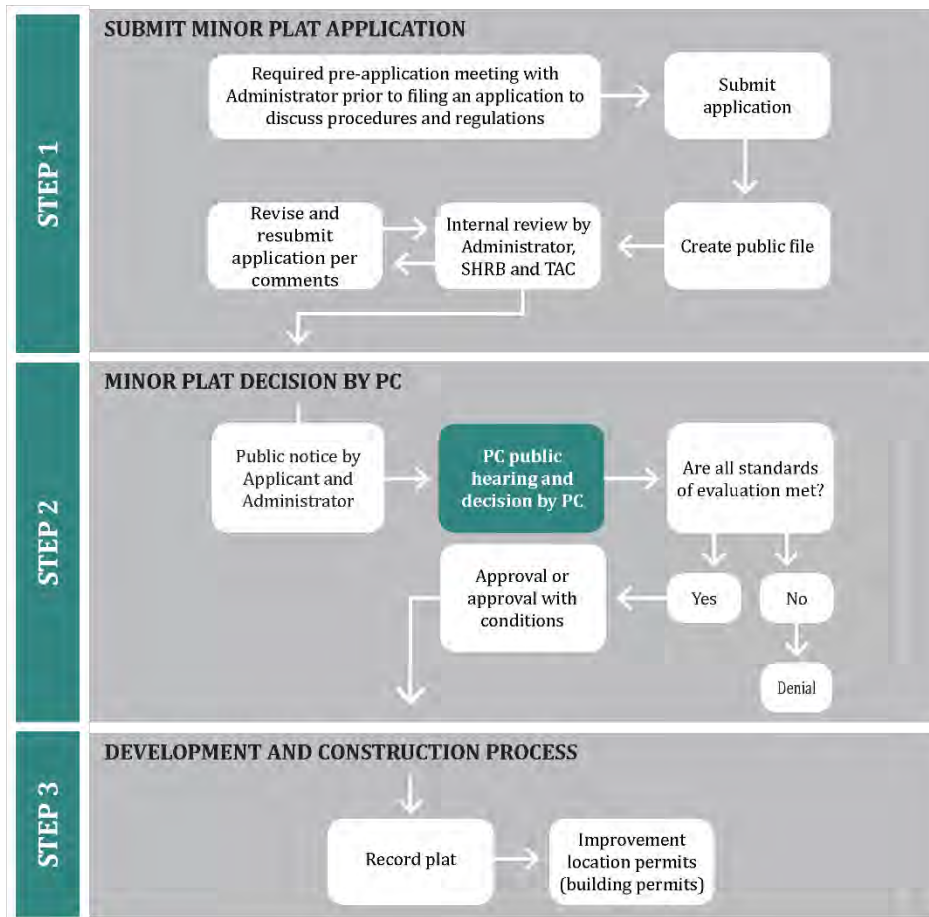 STEP 1
SUBMIT MINOR PLAT APPLICATION
Required pre-application meeting with
Administrator prior to filing an application to
discuss procedures and regulations
Submit
application
Revise and
resubmit
application per
comments
Internal review by
Administrator,
SHRB and TAC
Create public file
STEP 2
MINOR PLAT DECISION BY PC
Public notice by
Applicant and
Administrator
PC public
hearing and
decision by PC
Are all standards
of evaluation met?
Approval or
approval with
conditions
Yes
No
Denial
STEP 3
DEVELOPMENT AND CONSTRUCTION PROCESS
Record plat
Improvement
location permits
(building permits)